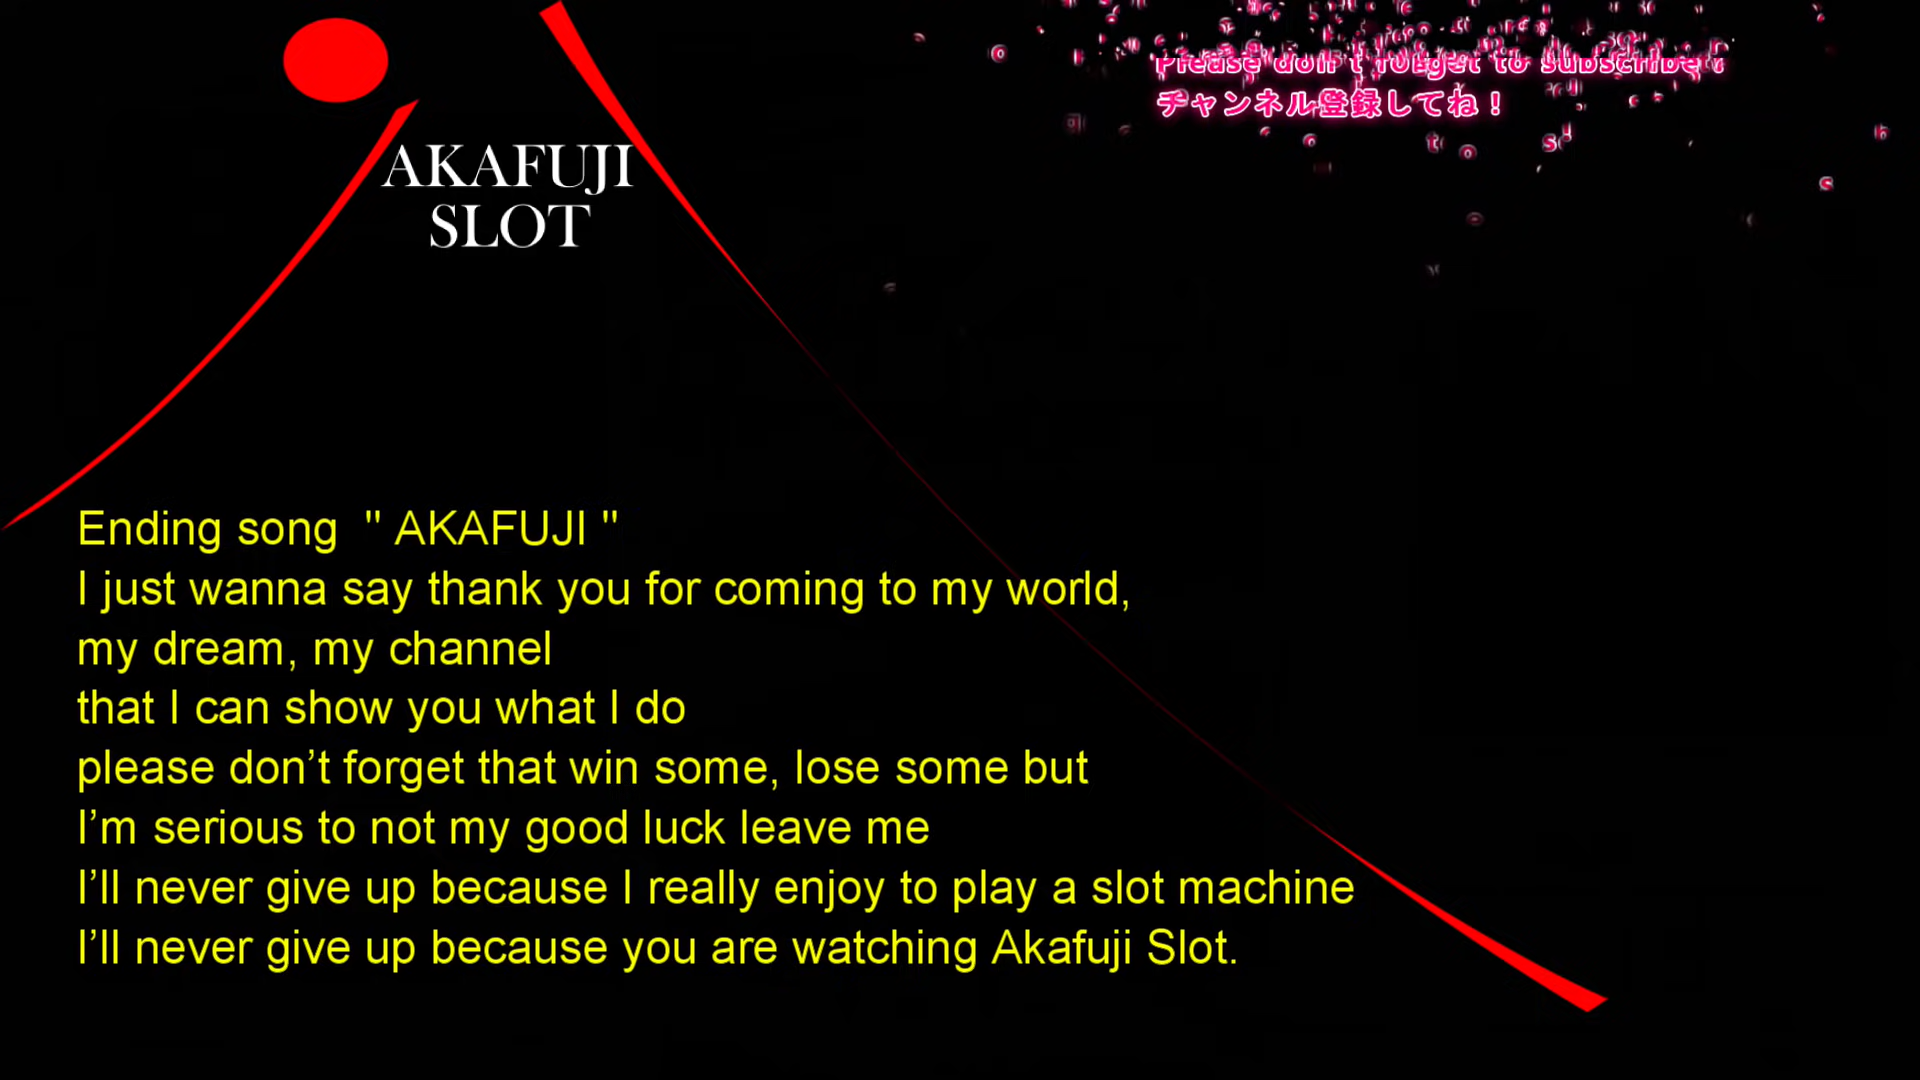 Please don't forget to subscribe !
チャンネル登録してね！
AKAFUJI
SLOT
Ending song " AKAFUJI "
I just wanna say thank you for coming to my world,
my dream, my channel
that I can show you what I do
please don’t forget that win some, lose some but
I’m serious to not my good luck leave me
I’ll never give up because I really enjoy to play a slot machine
I’ll never give up because you are watching Akafuji Slot.